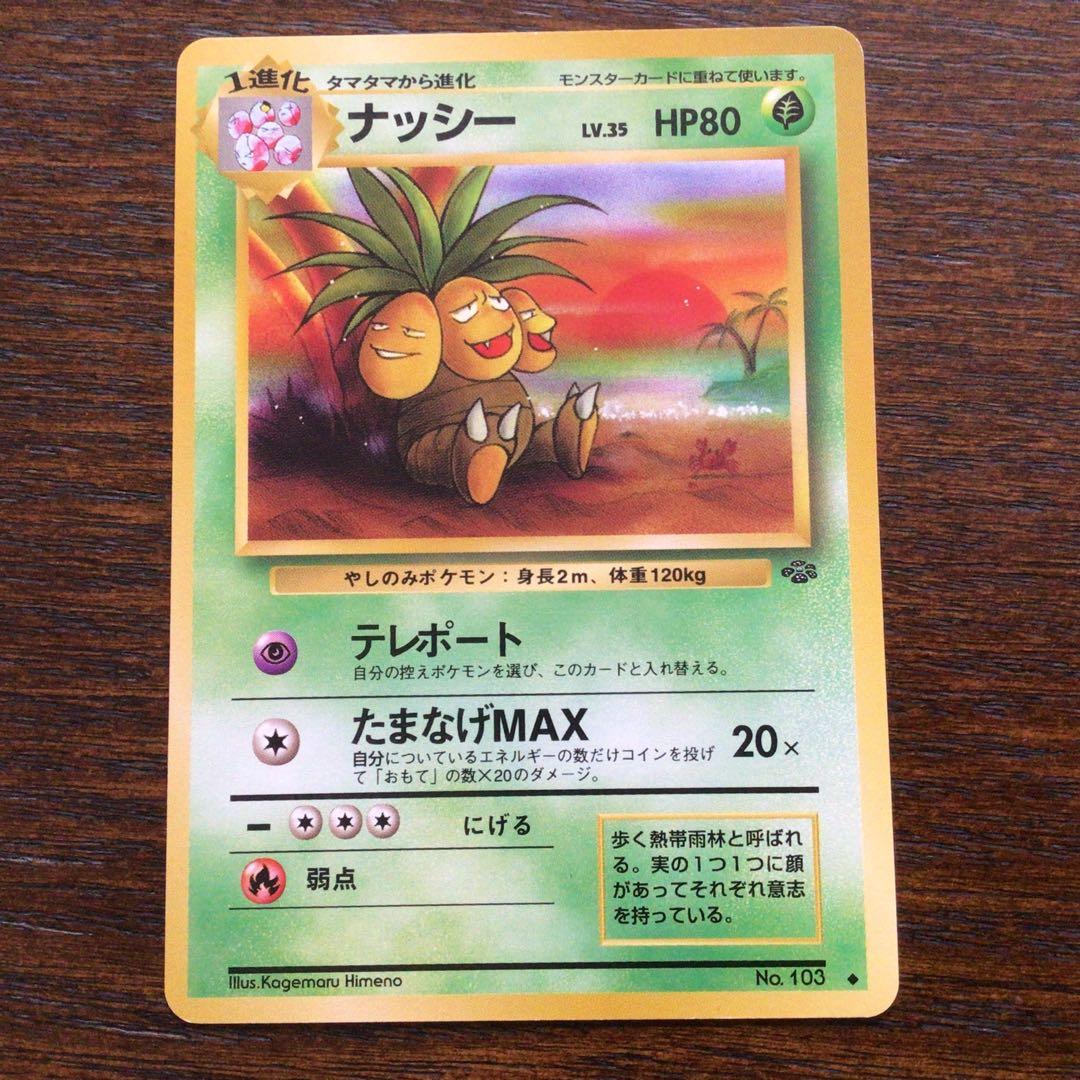 1進化
タマタマから進化
モンスターカードに重ねて使います。
ナッシー
LV.35 HP80
やしのみポケモン：身長2m、体重120kg
テレポート
自分の控えポケモンを選び、このカードと入れ替える。
たまなげMAX
20×
自分についているエネルギーの数だけコインを投げ
て「おもて」の数×20のダメージ。
ー にげる
弱点
歩く熱帯雨林と呼ばれ
る。実の1つ1つに顔
があってそれぞれ意志
を持っている。
Illus.Kagemaru Himeno
No. 103